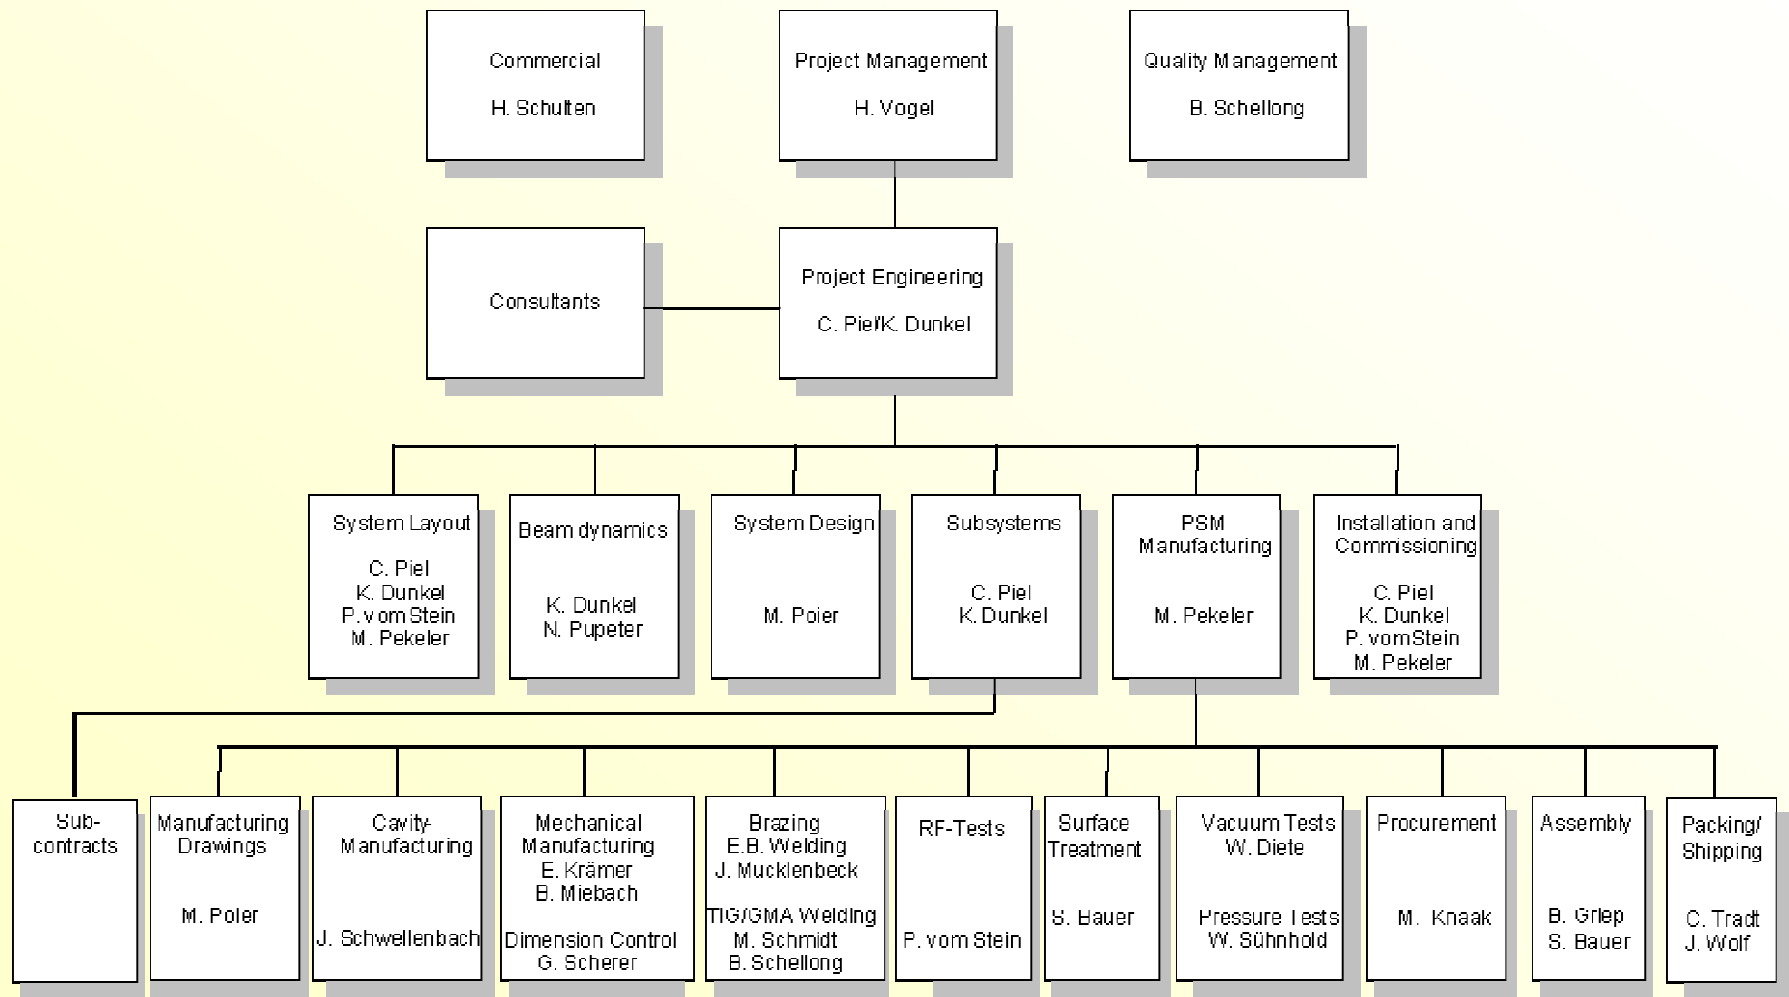 Commercial
H. Schulten
Project Management
H. Vogel
Quality Management
B. Schellong
Consultants
Project Engineering
C. Piel/K. Dunkel
System Layout
C. Piel
K. Dunkel
P. vom Stein
M. Pekeler
Beam dynamics
K. Dunkel
N. Pupeter
System Design
M. Poier
Subsystems
C. Piel
K. Dunkel
PSM
Manufacturing
M. Pekeler
Installation and
Commissioning
C. Piel
K. Dunkel
P. vom Stein
M. Pekeler
Sub-
contracts
Manufacturing
Drawings
M. Poier
Cavity-
Manufacturing
J. Schwellenbach
Mechanical
Manufacturing
E. Krämer
B. Miebach
Dimension Control
G. Scherer
Brazing
E.B. Welding
J. Mucklenbeck
TIG/GMA Welding
M. Schmidt
B. Schellong
RF-Tests
P. vom Stein
Surface
Treatment
S. Bauer
Vacuum Tests
W. Diete
Pressure Tests
W. Sühnhold
Procurement
M. Knaak
Assembly
B. Griep
S. Bauer
Packing/
Shipping
C. Tradt
J. Wolf